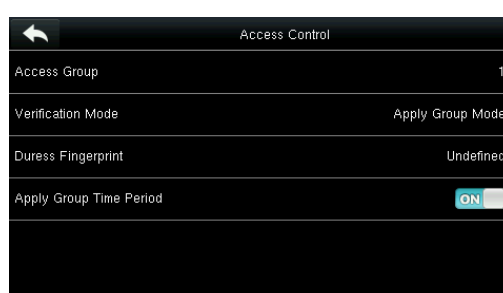 Access Control
Access Group 1
Verification Mode Apply Group Mode
Duress Fingerprint Undefined
Apply Group Time Period ON